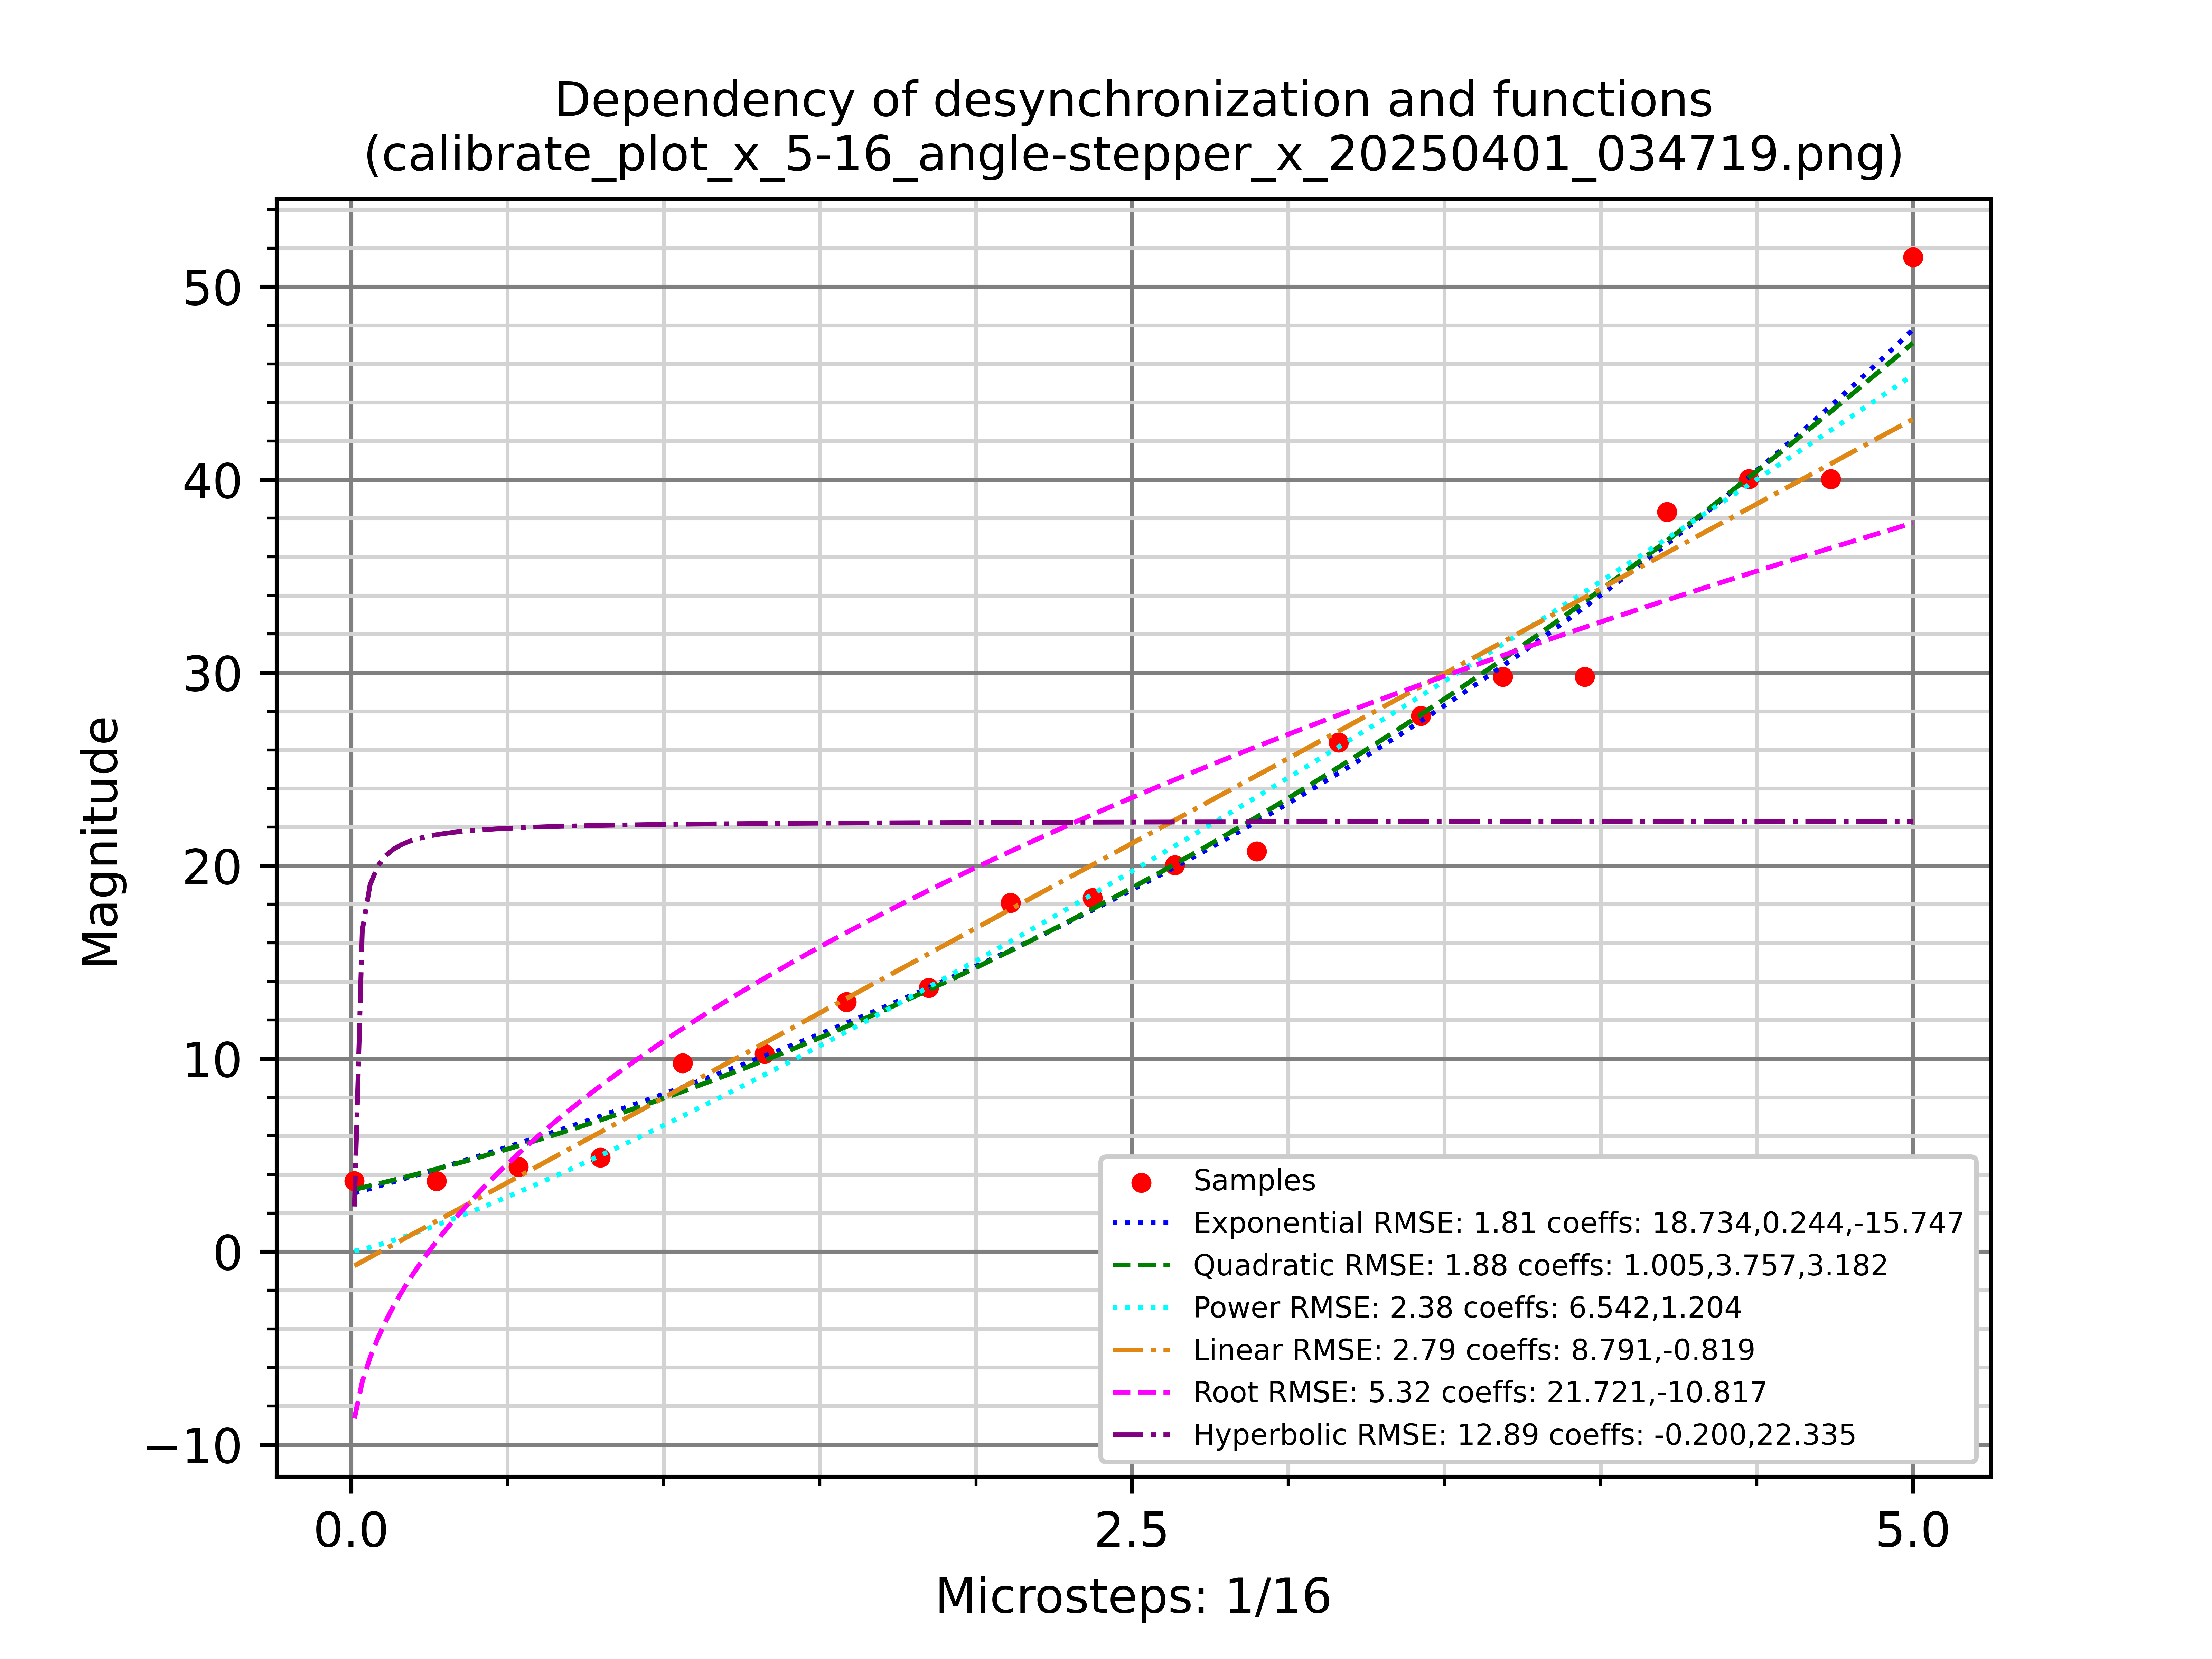 Dependency of desynchronization and functions
(calibrate_plot_x_5-16_angle-stepper_x_20250401_034719.png)
50
40
30
20
10
0
−10
Magnitude
Samples
Exponential RMSE: 1.81 coeffs: 18.734,0.244,-15.747
Quadratic RMSE: 1.88 coeffs: 1.005,3.757,3.182
Power RMSE: 2.38 coeffs: 6.542,1.204
Linear RMSE: 2.79 coeffs: 8.791,-0.819
Root RMSE: 5.32 coeffs: 21.721,-10.817
Hyperbolic RMSE: 12.89 coeffs: -0.200,22.335
0.0 2.5 5.0
Microsteps: 1/16